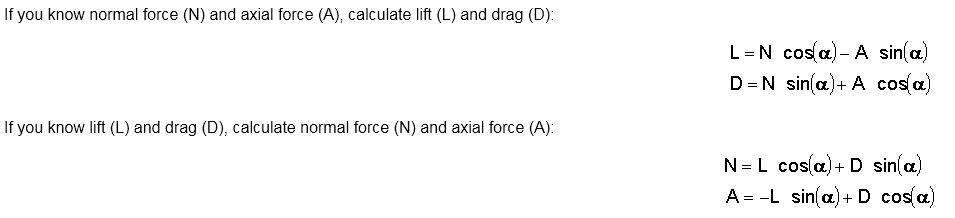 If you know normal force (N) and axial force (A), calculate lift (L) and drag (D):
L = N cos(α) – A sin(α)
D = N sin(α) + A cos(α)
If you know lift (L) and drag (D), calculate normal force (N) and axial force (A):
N = L cos(α) + D sin(α)
A = –L sin(α) + D cos(α)